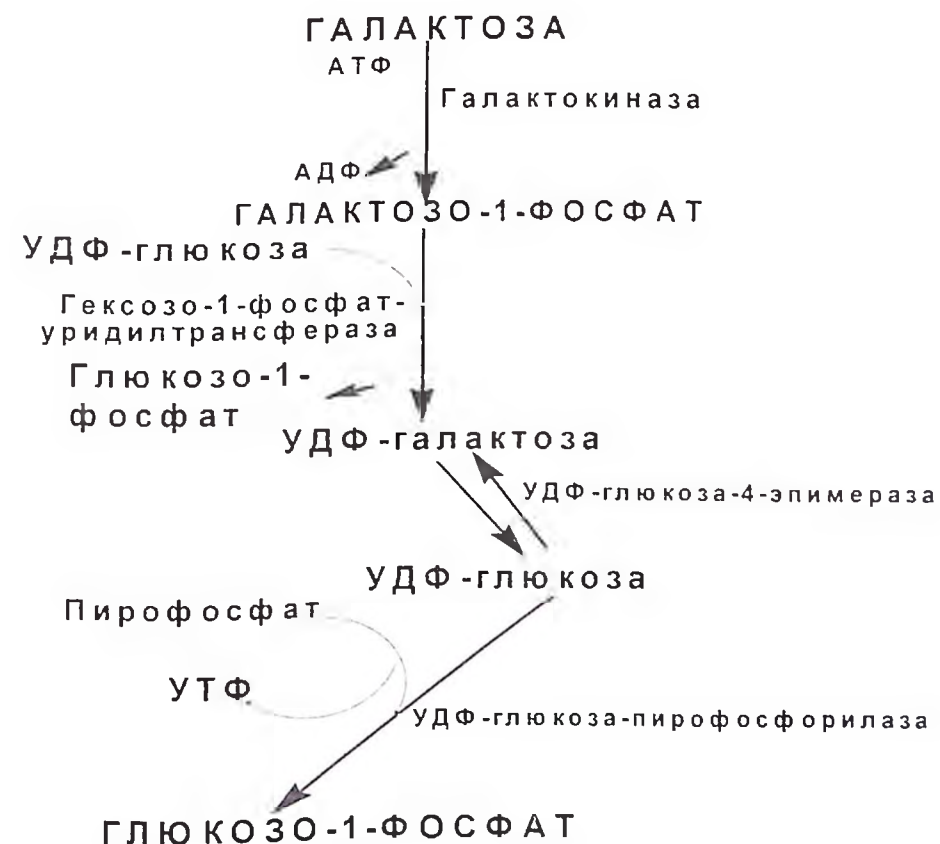 ГАЛАКТОЗА
АТФ
Галактокиназа
АДФ
ГАЛАКТОЗО-1-ФОСФАТ
УДФ-глюкоза
Гексозо-1-фосфат-
уридилтрансфераза
Глюкозо-1-
фосфат
УДФ-галактоза
УДФ-глюкоза-4-эпимераза
УДФ-глюкоза
Пирофосфат
УТФ
УДФ-глюкоза-пирофосфорилаза
ГЛЮКОЗО-1-ФОСФАТ